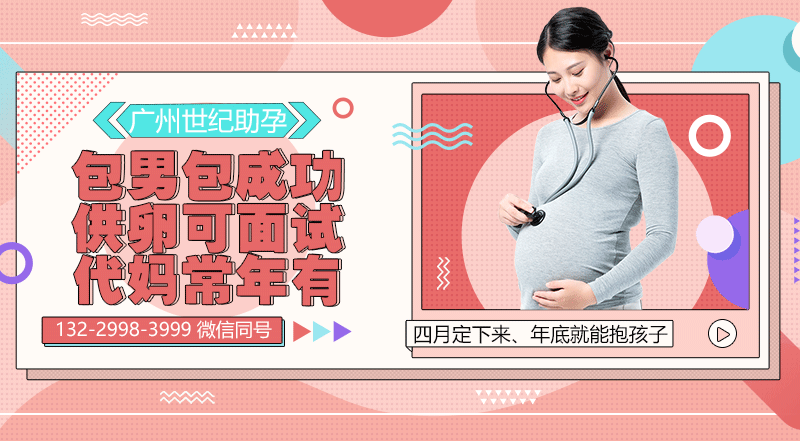 广州世纪助孕
包男包成功
供卵可面试
代妈常年有
132-2998-3999 微信同号
四月定下来、年底就能抱孩子